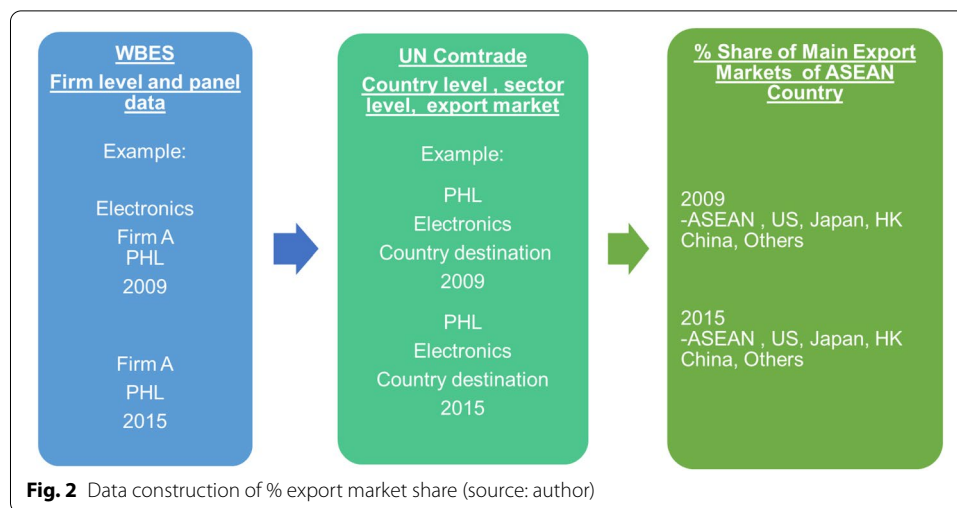 WBES
Firm level and panel
data
Example:
Electronics
Firm A
PHL
2009
Firm A
PHL
2015
UN Comtrade
Country level , sector
level, export market
Example:
PHL
Electronics
Country destination
2009
PHL
Electronics
Country destination
2015
% Share of Main Export
Markets of ASEAN
Country
2009
-ASEAN , US, Japan, HK
China, Others
2015
-ASEAN , US, Japan, HK
China, Others
Fig. 2 Data construction of % export market share (source: author)